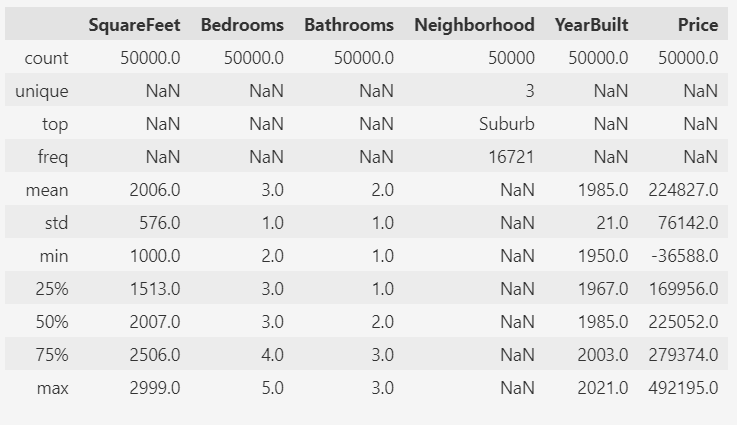 SquareFeet Bedrooms Bathrooms Neighborhood YearBuilt Price
count 50000.0 50000.0 50000.0 50000 50000.0 50000.0
unique NaN NaN NaN 3 NaN NaN
top NaN NaN NaN Suburb NaN NaN
freq NaN NaN NaN 16721 NaN NaN
mean 2006.0 3.0 2.0 NaN 1985.0 224827.0
std 576.0 1.0 1.0 NaN 21.0 76142.0
min 1000.0 2.0 1.0 NaN 1950.0 -36588.0
25% 1513.0 3.0 1.0 NaN 1967.0 169956.0
50% 2007.0 3.0 2.0 NaN 1985.0 225052.0
75% 2506.0 4.0 3.0 NaN 2003.0 279374.0
max 2999.0 5.0 3.0 NaN 2021.0 492195.0